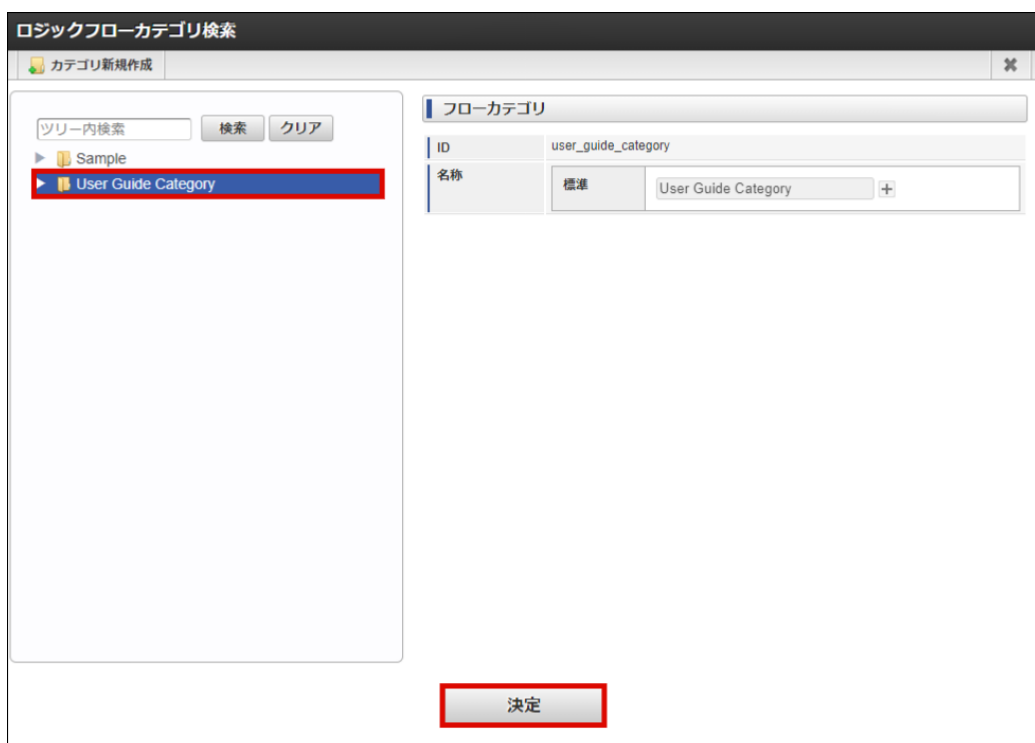 ロジックフローカテゴリ検索
カテゴリ新規作成
ツリー内検索 検索 クリア
Sample
User Guide Category
フローカテゴリ
ID user_guide_category
名称 標準 User Guide Category
決定